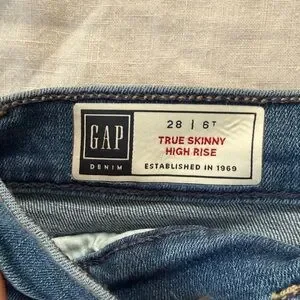 GAP
DENIM
28 | 6T
TRUE SKINNY
HIGH RISE
ESTABLISHED IN 1969